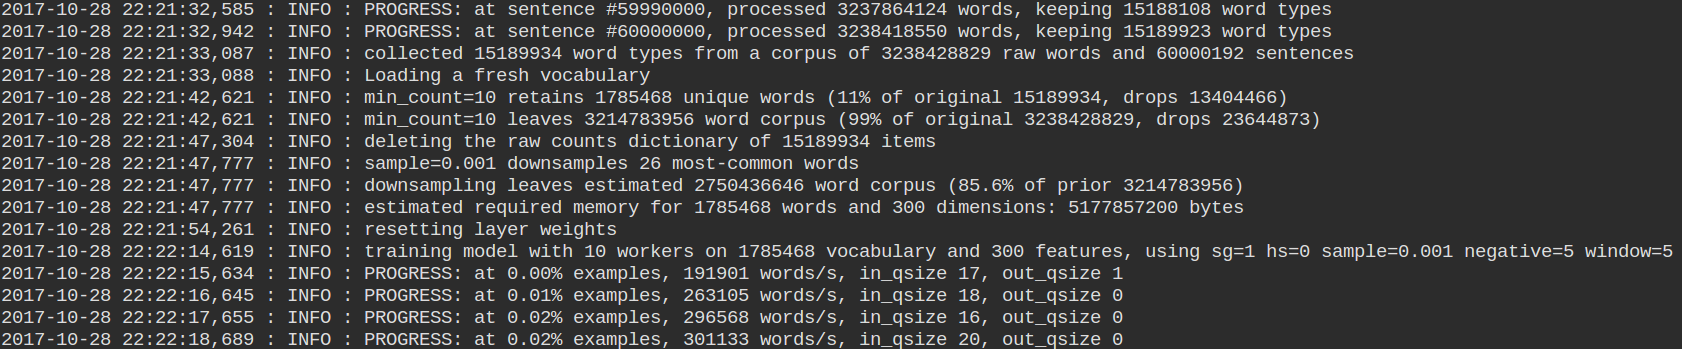 2017-10-28 22:21:32,585 : INFO : PROGRESS: at sentence #59990000, processed 3237864124 words, keeping 15188108 word types
2017-10-28 22:21:32,942 : INFO : PROGRESS: at sentence #60000000, processed 3238418550 words, keeping 15189923 word types
2017-10-28 22:21:33,087 : INFO : collected 15189934 word types from a corpus of 3238428829 raw words and 60000192 sentences
2017-10-28 22:21:33,088 : INFO : Loading a fresh vocabulary
2017-10-28 22:21:42,621 : INFO : min_count=10 retains 1785468 unique words (11% of original 15189934, drops 13404466)
2017-10-28 22:21:42,621 : INFO : min_count=10 leaves 3214783956 word corpus (99% of original 3238428829, drops 23644873)
2017-10-28 22:21:47,304 : INFO : deleting the raw counts dictionary of 15189934 items
2017-10-28 22:21:47,777 : INFO : sample=0.001 downsamples 26 most-common words
2017-10-28 22:21:47,777 : INFO : downsampling leaves estimated 2750436646 word corpus (85.6% of prior 3214783956)
2017-10-28 22:21:47,777 : INFO : estimated required memory for 1785468 words and 300 dimensions: 5177857200 bytes
2017-10-28 22:21:54,261 : INFO : resetting layer weights
2017-10-28 22:22:14,619 : INFO : training model with 10 workers on 1785468 vocabulary and 300 features, using sg=1 hs=0 sample=0.001 negative=5 window=5
2017-10-28 22:22:15,634 : INFO : PROGRESS: at 0.00% examples, 191901 words/s, in_qsize 17, out_qsize 1
2017-10-28 22:22:16,645 : INFO : PROGRESS: at 0.01% examples, 263105 words/s, in_qsize 18, out_qsize 0
2017-10-28 22:22:17,655 : INFO : PROGRESS: at 0.02% examples, 296568 words/s, in_qsize 16, out_qsize 0
2017-10-28 22:22:18,689 : INFO : PROGRESS: at 0.02% examples, 301133 words/s, in_qsize 20, out_qsize 0